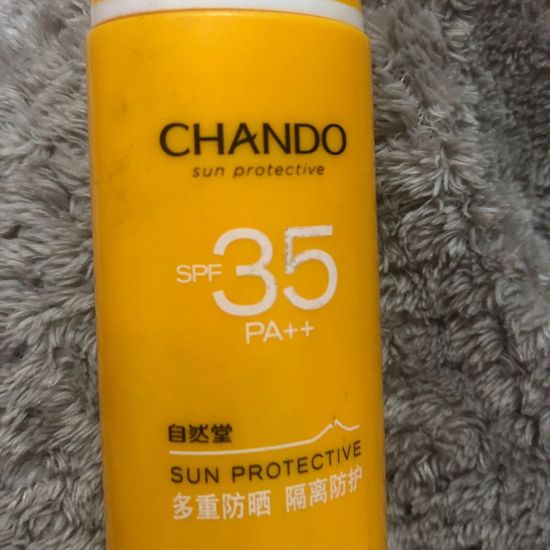 CHANDO
sun protective
SPF 35
PA++
自然堂
SUN PROTECTIVE
多重防晒 隔离防护